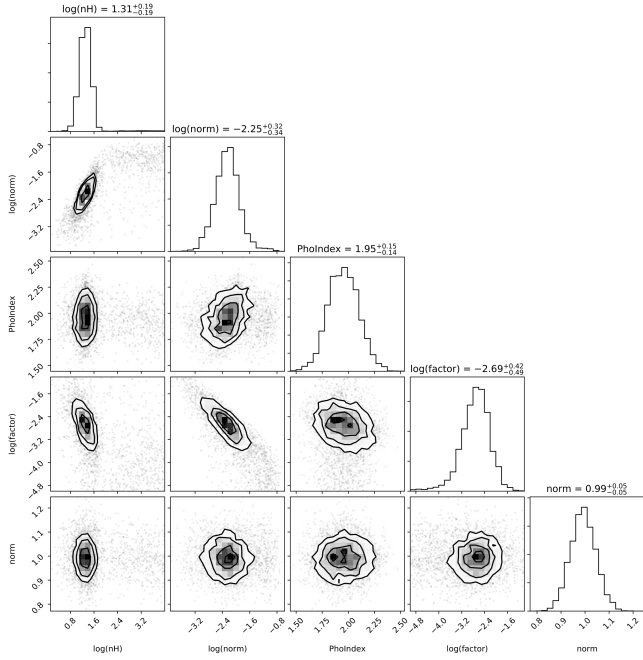 log(nH) = 1.31+0.19 −0.19
log(norm) = −2.25+0.32 −0.34
−0.8
−1.6
−2.4
−3.2
log(norm)
PhoIndex = 1.95+0.15 −0.14
2.50
2.25
2.00
1.75
1.50
PhoIndex
log(factor) = −2.69+0.42 −0.49
−1.6
−2.4
−3.2
−4.0
−4.8
log(factor)
norm = 0.99+0.05 −0.05
1.2
1.1
1.0
0.9
0.8
norm
0.8 1.6 2.4 3.2
−3.2 −2.4 −1.6 −0.8
1.50 1.75 2.00 2.25 2.50
−4.8 −4.0 −3.2 −2.4 −1.6
0.8 0.9 1.0 1.1 1.2
log(nH) log(norm) PhoIndex log(factor) norm